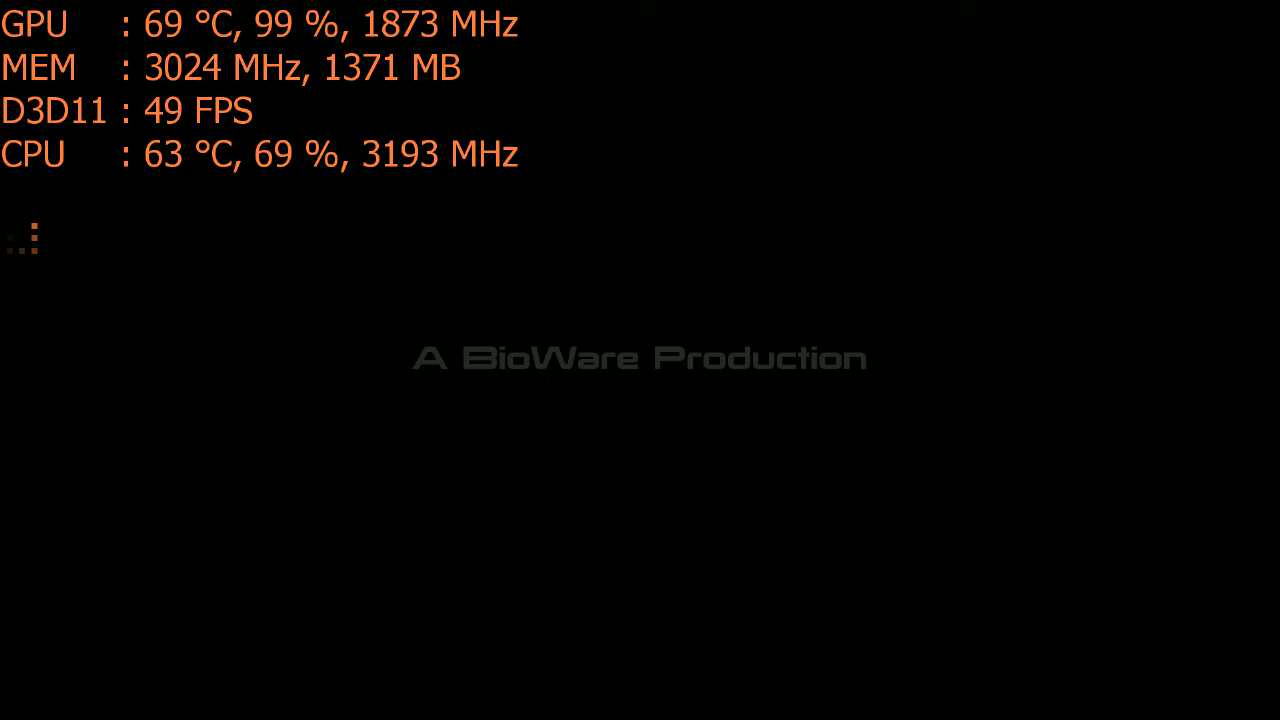 GPU : 69 °C, 99 %, 1873 MHz
MEM : 3024 MHz, 1371 MB
D3D11 : 49 FPS
CPU : 63 °C, 69 %, 3193 MHz
A BioWare Production